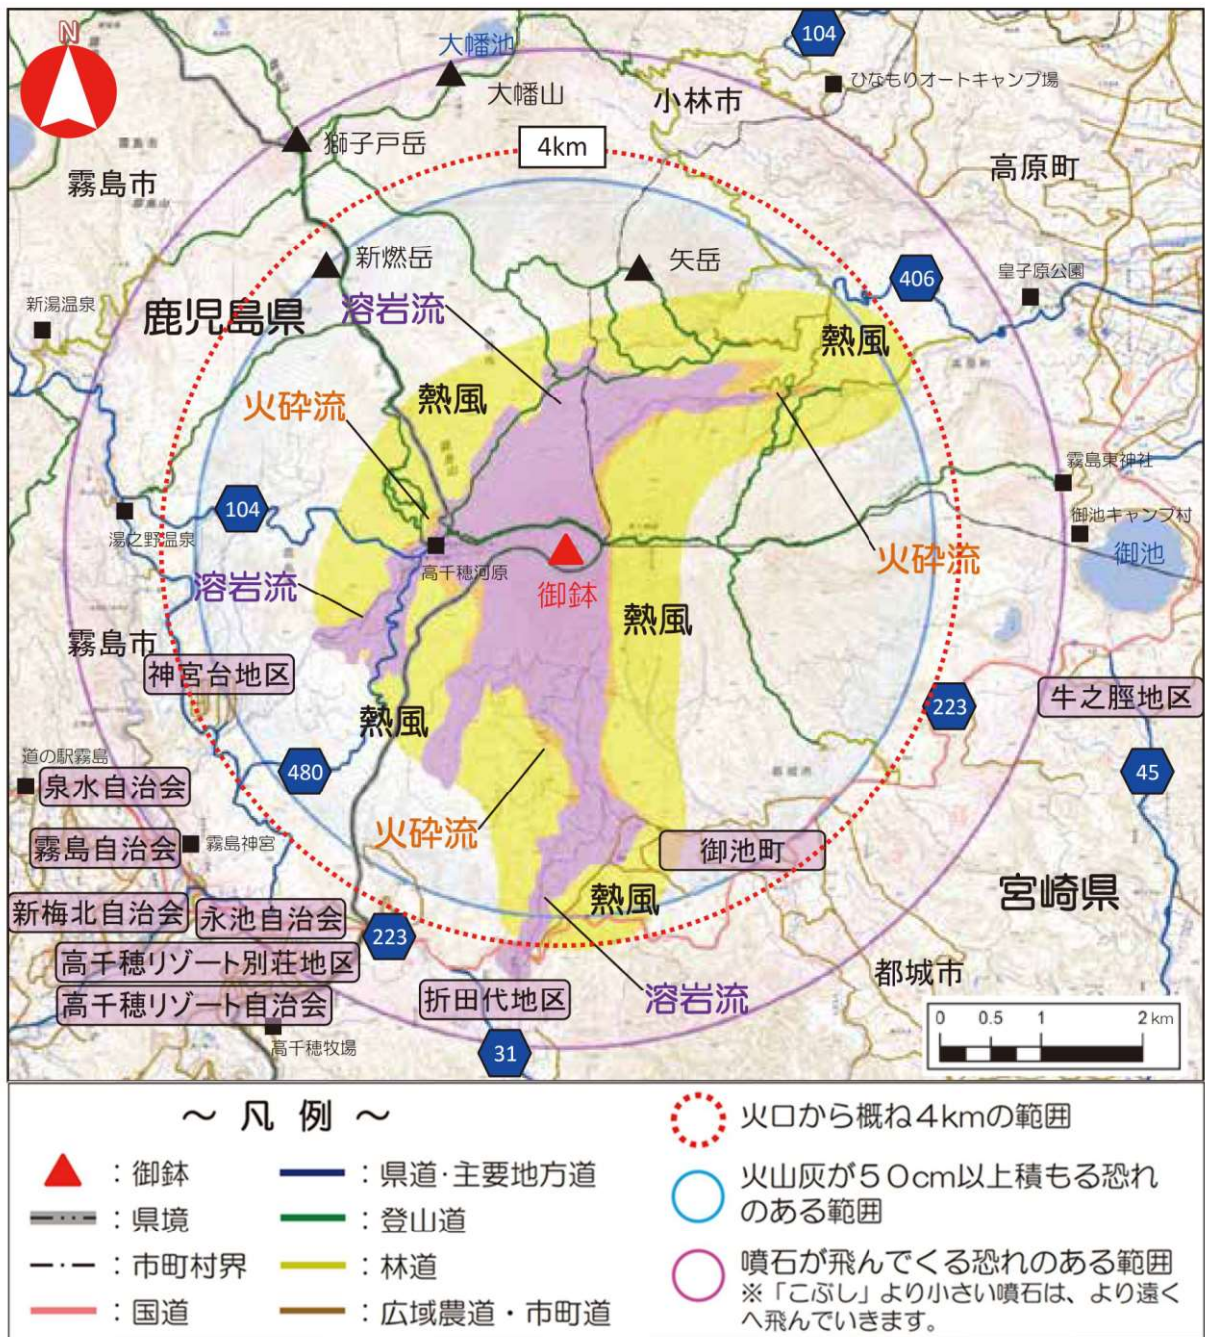 N
104
大幡池
大幡山
ひなもりオートキャンプ場
小林市
獅子戸岳
4km
高原町
霧島市
新燃岳
矢岳
406
皇子原公園
新湯温泉
鹿児島県
溶岩流
熱風
熱風
火砕流
霧島東神社
104
御池キャンプ村
湯之野温泉
高千穂河原
火砕流
御池
溶岩流
御鉢
熱風
霧島市
神宮台地区
牛之脛地区
223
熱風
道の駅霧島
480
45
泉水自治会
火砕流
霧島自治会
霧島神宮
御池町
熱風
宮崎県
新梅北自治会
永池自治会
223
高千穂リゾート別荘地区
都城市
高千穂リゾート自治会
折田代地区
溶岩流
0 0.5 1 2 km
高千穂牧場
31
～ 凡 例 ～
：御鉢
：県境
：市町村界
：国道
：県道・主要地方道
：登山道
：林道
：広域農道・市町道
火口から概ね4kmの範囲
火山灰が50cm以上積もる恐れ
のある範囲
噴石が飛んでくる恐れのある範囲
※「こぶし」より小さい噴石は、より遠く
へ飛んでいきます。